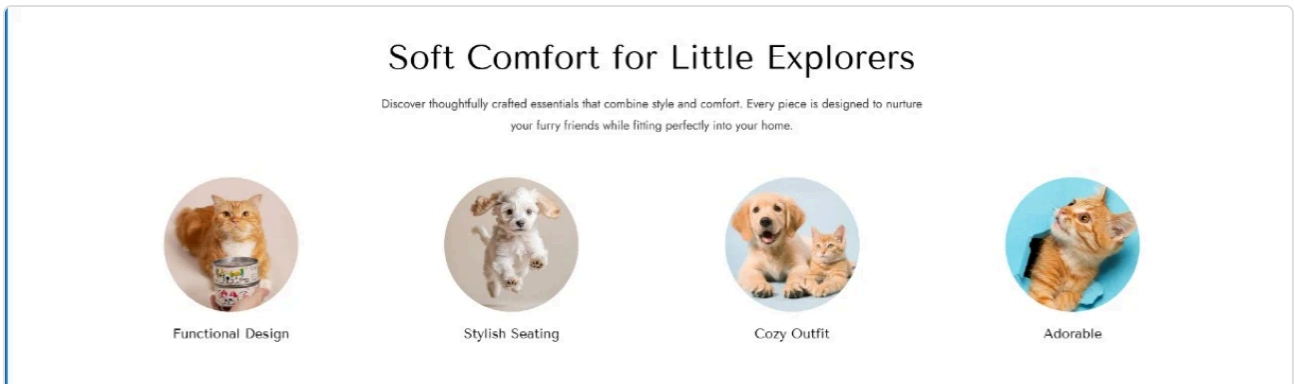 Soft Comfort for Little Explorers
Discover thoughtfully crafted essentials that combine style and comfort. Every piece is designed to nurture
your furry friends while fitting perfectly into your home.
Functional Design
Stylish Seating
Cozy Outfit
Adorable